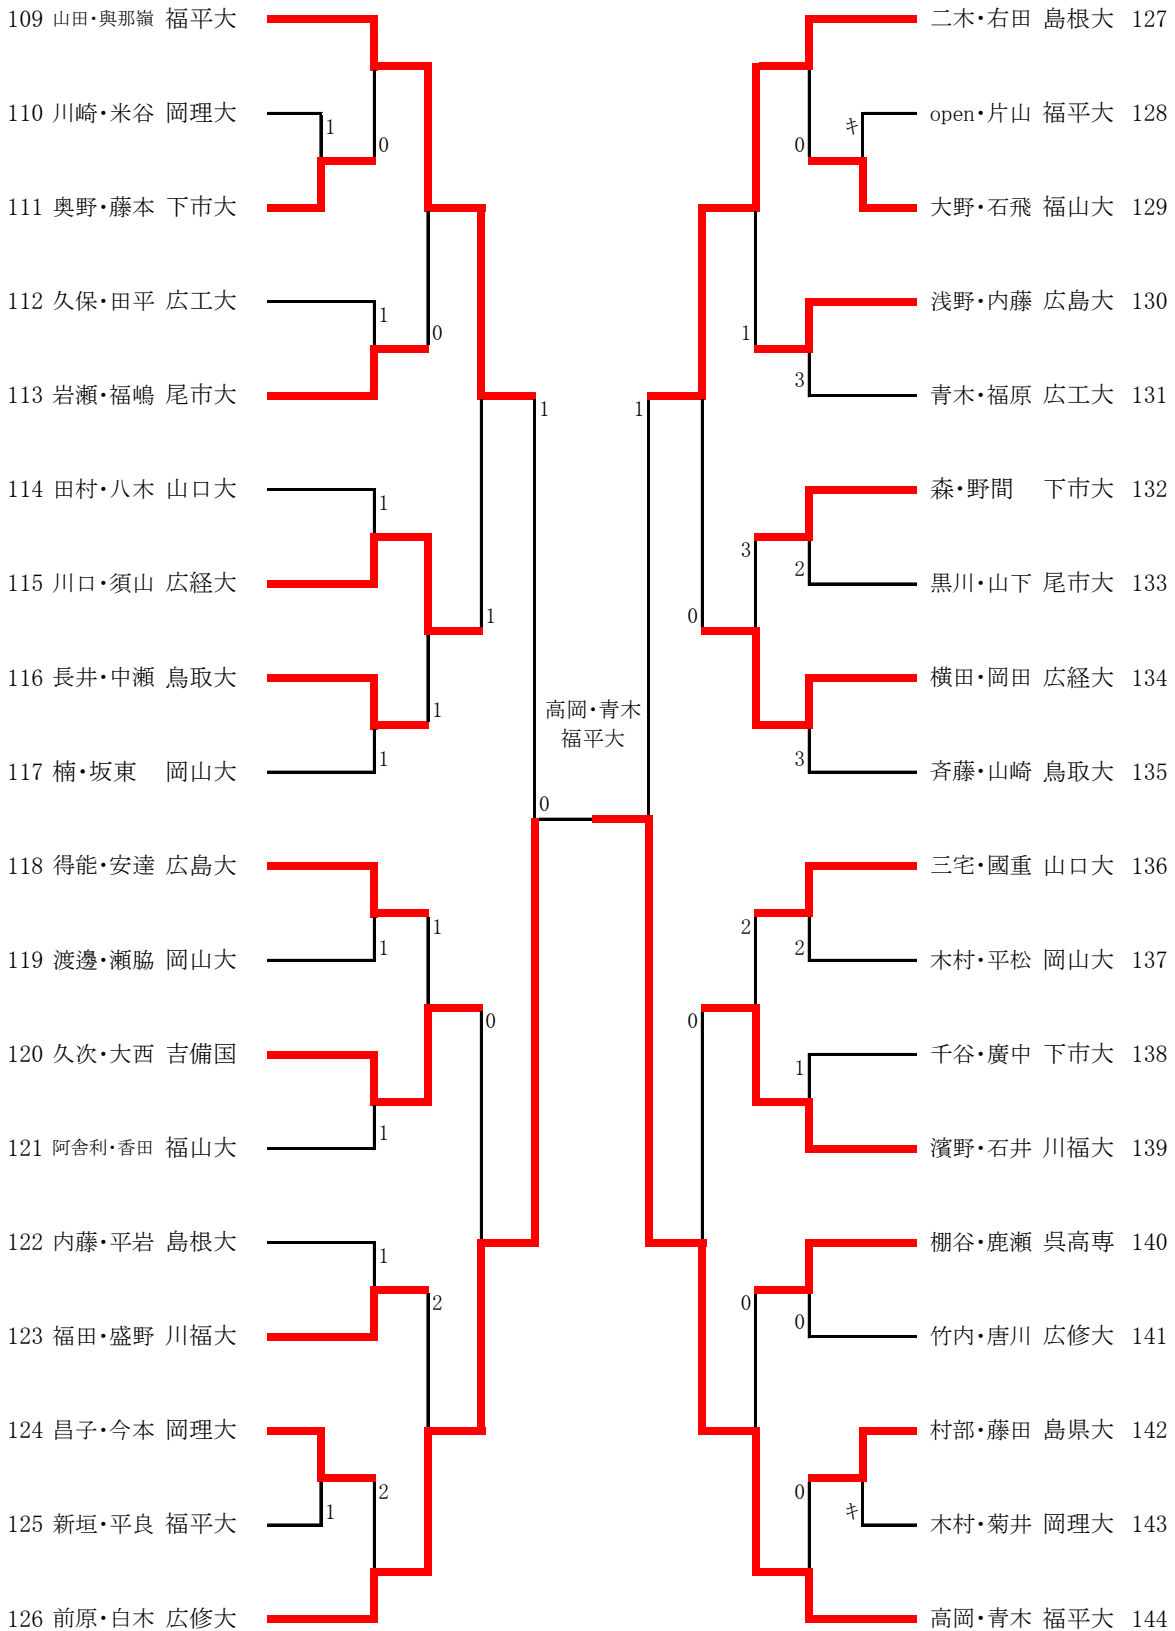 109 山田・與那嶺 福平大
110 川崎・米谷 岡理大
1
0
111 奥野・藤本 下市大
112 久保・田平 広工大
1
0
113 岩瀬・福嶋 尾市大
1
114 田村・八木 山口大
1
115 川口・須山 広経大
1
116 長井・中瀬 鳥取大
1
117 楠・坂東 岡山大
1
0
118 得能・安達 広島大
1
119 渡邊・瀬脇 岡山大
1
0
120 久次・大西 吉備国
121 阿舎利・香田 福山大
1
122 内藤・平岩 島根大
1
2
123 福田・盛野 川福大
124 昌子・今本 岡理大
2
125 新垣・平良 福平大
1
126 前原・白木 広修大
高岡・青木
福平大
二木・右田 島根大 127
open・片山 福平大 128
キ
0
大野・石飛 福山大 129
浅野・内藤 広島大 130
1
3
青木・福原 広工大 131
1
森・野間 下市大 132
3
2
黒川・山下 尾市大 133
0
横田・岡田 広経大 134
3
斉藤・山崎 鳥取大 135
三宅・國重 山口大 136
2
2
木村・平松 岡山大 137
0
千谷・廣中 下市大 138
1
濱野・石井 川福大 139
棚谷・鹿瀬 呉高専 140
0
0
竹内・唐川 広修大 141
村部・藤田 島県大 142
0
キ
木村・菊井 岡理大 143
高岡・青木 福平大 144